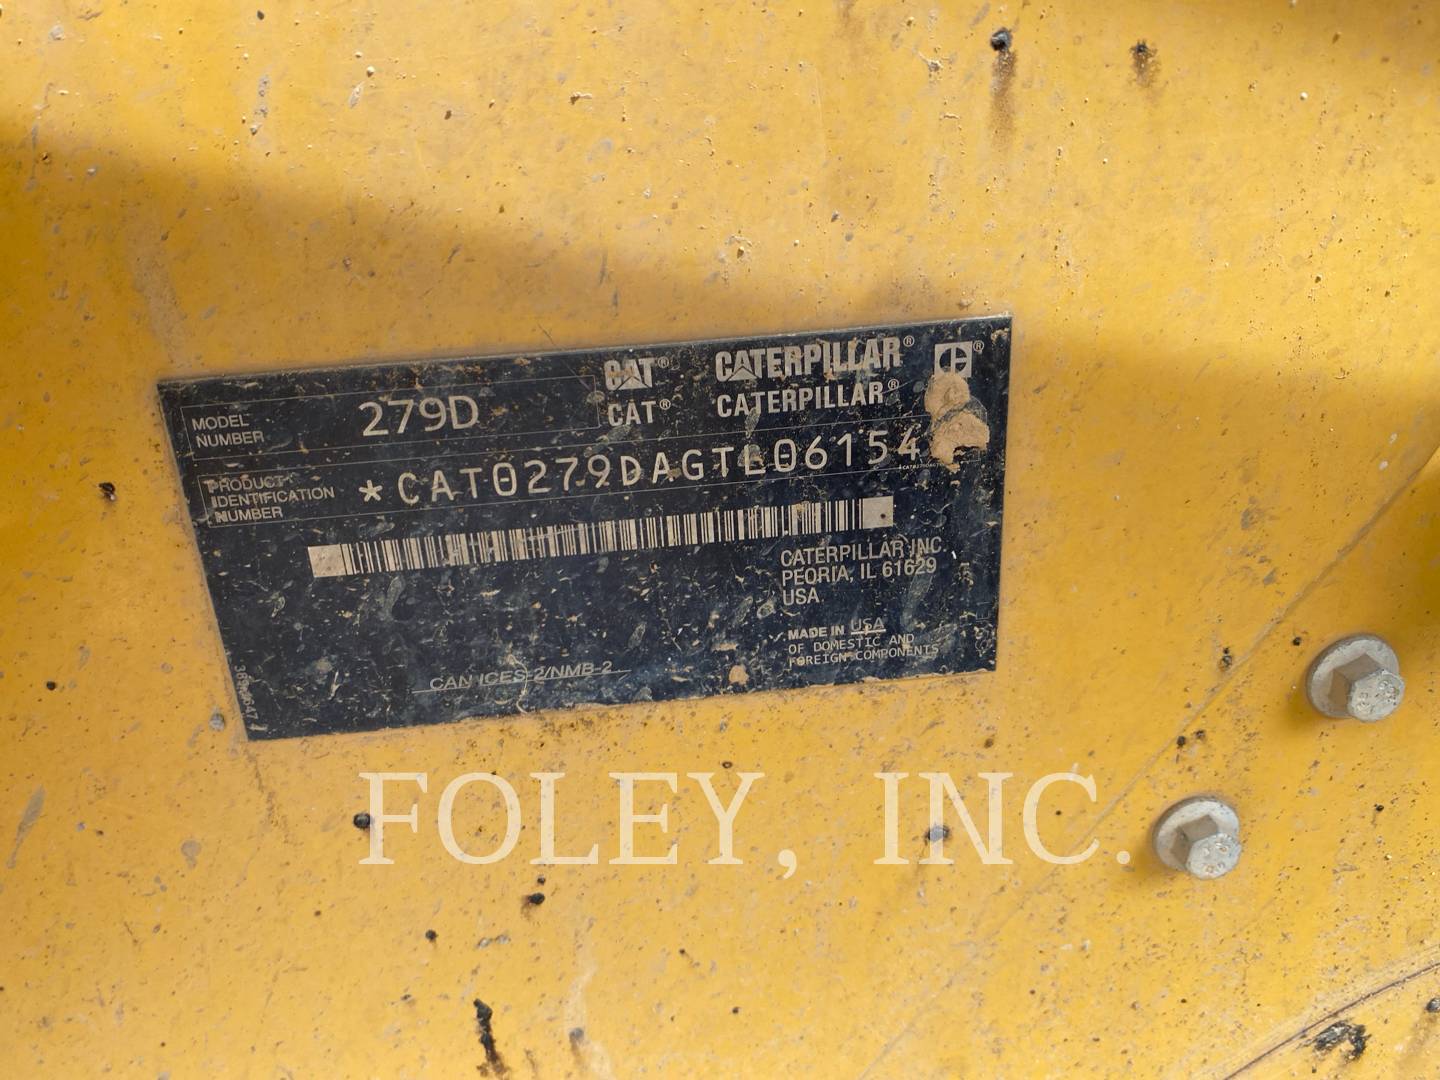 CAT® CATERPILLAR® ®
CAT® CATERPILLAR®
MODEL NUMBER 279D
PRODUCT IDENTIFICATION NUMBER *CAT0279DAGTL06154
CATERPILLAR INC.
PEORIA, IL 61629
USA
MADE IN USA
OF DOMESTIC AND
FOREIGN COMPONENTS
CAN ICES-2/NMB-2
FOLEY, INC.